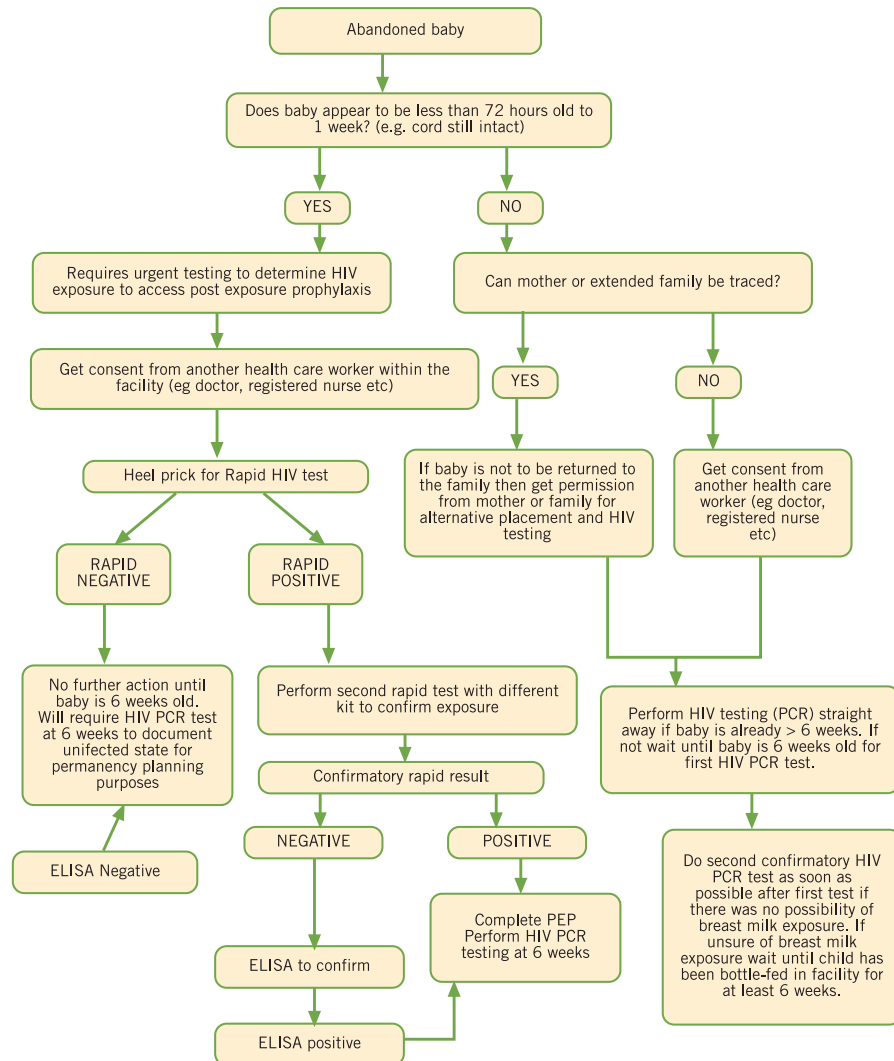 Abandoned baby
Does baby appear to be less than 72 hours old to
1 week? (e.g. cord still intact)
YES
NO
Requires urgent testing to determine HIV
exposure to access post exposure prophylaxis
Can mother or extended family be traced?
Get consent from another health care worker within the
facility (eg doctor, registered nurse etc)
YES
NO
Heel prick for Rapid HIV test
If baby is not to be returned to
the family then get permission
from mother or family for
alternative placement and HIV
testing
Get consent from
another health care
worker (eg doctor,
registered nurse
etc)
RAPID
NEGATIVE
RAPID
POSITIVE
No further action until
baby is 6 weeks old.
Will require HIV PCR test
at 6 weeks to document
unifected state for
permanency planning
purposes
Perform second rapid test with different
kit to confirm exposure
Perform HIV testing (PCR) straight
away if baby is already > 6 weeks. If
not wait until baby is 6 weeks old for
first HIV PCR test.
Confirmatory rapid result
NEGATIVE
POSITIVE
ELISA Negative
Do second confirmatory HIV
PCR test as soon as
possible after first test if
there was no possibility of
breast milk exposure. If
unsure of breast milk
exposure wait until child has
been bottle-fed in facility for
at least 6 weeks.
Complete PEP
Perform HIV PCR
testing at 6 weeks
ELISA to confirm
ELISA positive